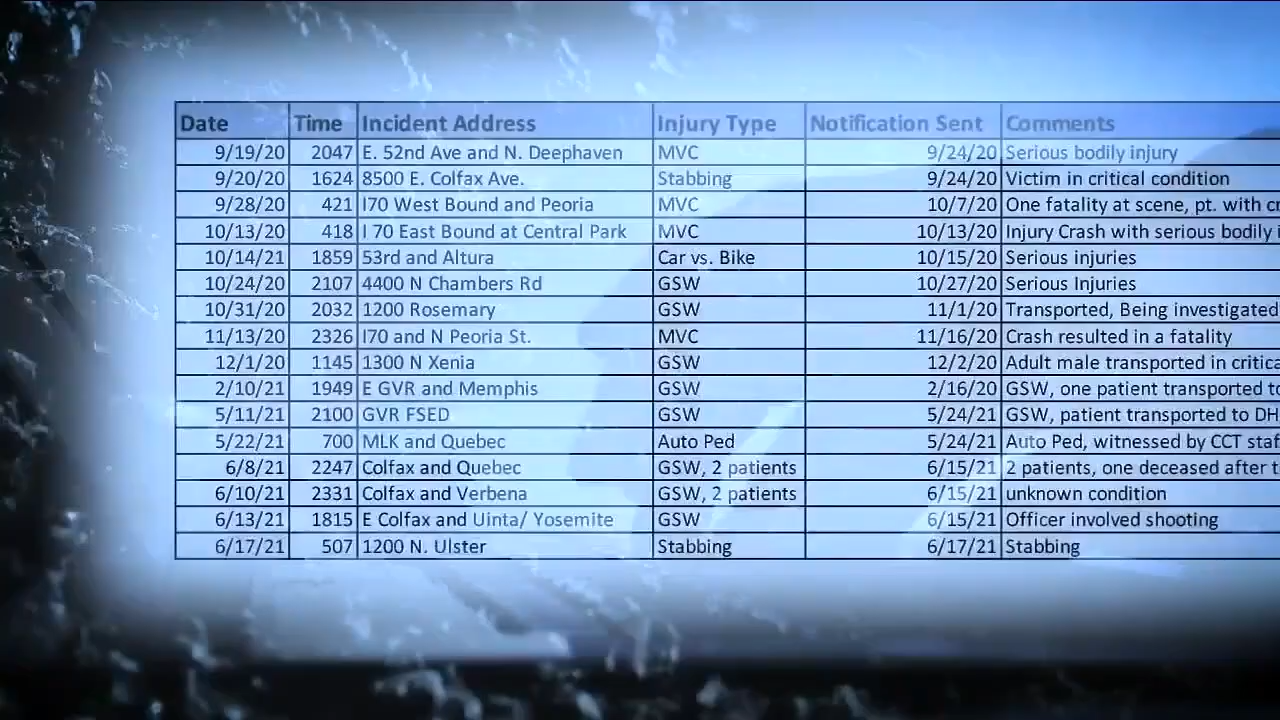 Date Time Incident Address Injury Type Notification Sent Comments
9/19/20 2047 E. 52nd Ave and N. Deephaven MVC 9/24/20 Serious bodily injury
9/20/20 1624 8500 E. Colfax Ave. Stabbing 9/24/20 Victim in critical condition
9/28/20 421 I70 West Bound and Peoria MVC 10/7/20 One fatality at scene, pt. with
10/13/20 418 I 70 East Bound at Central Park MVC 10/13/20 Injury Crash with serious bodily
10/14/21 1859 53rd and Altura Car vs. Bike 10/15/20 Serious injuries
10/24/20 2107 4400 N Chambers Rd GSW 10/27/20 Serious Injuries
10/31/20 2032 1200 Rosemary GSW 11/1/20 Transported, Being investigated
11/13/20 2326 I70 and N Peoria St. MVC 11/16/20 Crash resulted in a fatality
12/1/20 1145 1300 N Xenia GSW 12/2/20 Adult male transported in critica
2/10/21 1949 E GVR and Memphis GSW 2/16/20 GSW, one patient transported to
5/11/21 2100 GVR FSED GSW 5/24/21 GSW, patient transported to DH
5/22/21 700 MLK and Quebec Auto Ped 5/24/21 Auto Ped, witnessed by CCT staf
6/8/21 2247 Colfax and Quebec GSW, 2 patients 6/15/21 2 patients, one deceased after
6/10/21 2331 Colfax and Verbena GSW, 2 patients 6/15/21 unknown condition
6/13/21 1815 E Colfax and Uinta/ Yosemite GSW 6/15/21 Officer involved shooting
6/17/21 507 1200 N. Ulster Stabbing 6/17/21 Stabbing